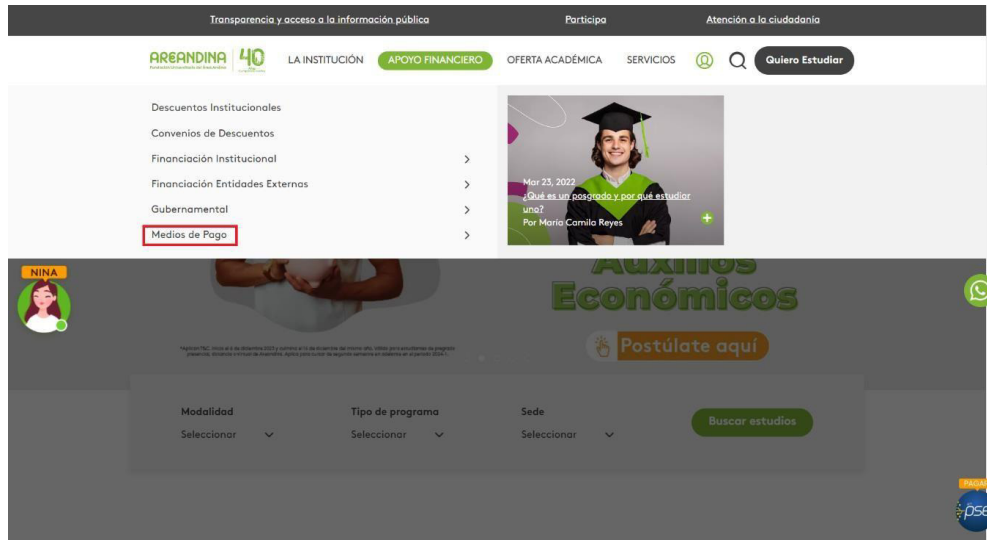 Transparencia y acceso a la información pública
Participa
Atención a la ciudadanía
AREANDINA
40
LA INSTITUCIÓN
APOYO FINANCIERO
OFERTA ACADÉMICA
SERVICIOS
Quiero Estudiar
Descuentos Institucionales
Convenios de Descuentos
Financiación Institucional
Financiación Entidades Externas
Gubernamental
Medios de Pago
Mar 23, 2022
¿Qué es un posgrado y por qué estudiar
uno?
Por Maria Camila Reyes
NINA
Auxilios
Económicos
Postúlate aquí
Modalidad
Tipo de programa
Sede
Seleccionar
Seleccionar
Seleccionar
Buscar estudios
pse